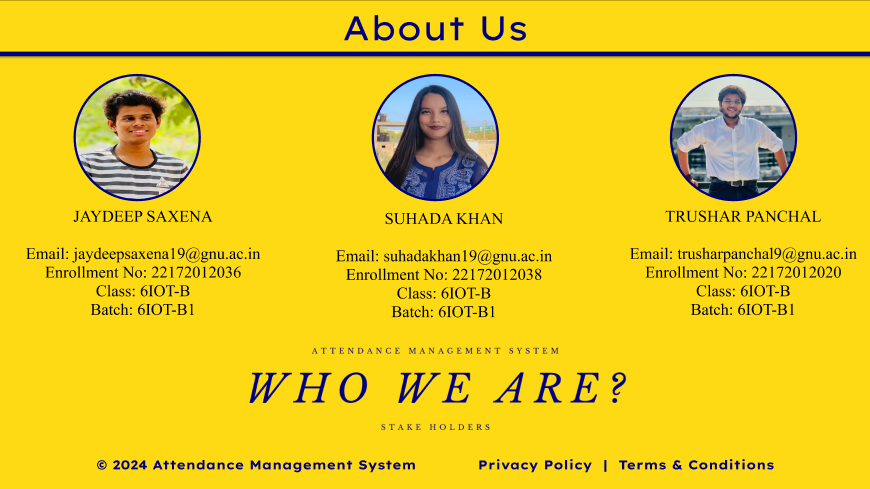 About Us
JAYDEEP SAXENA
Email: jaydeepsaxena19@gnu.ac.in
Enrollment No: 22172012036
Class: 6IOT-B
Batch: 6IOT-B1
SUHADA KHAN
Email: suhadakhan19@gnu.ac.in
Enrollment No: 22172012038
Class: 6IOT-B
Batch: 6IOT-B1
TRUSHAR PANCHAL
Email: trusharpanchal9@gnu.ac.in
Enrollment No: 22172012020
Class: 6IOT-B
Batch: 6IOT-B1
ATTENDANCE MANAGEMENT SYSTEM
WHO WE ARE?
STAKE HOLDERS
© 2024 Attendance Management System
Privacy Policy | Terms & Conditions